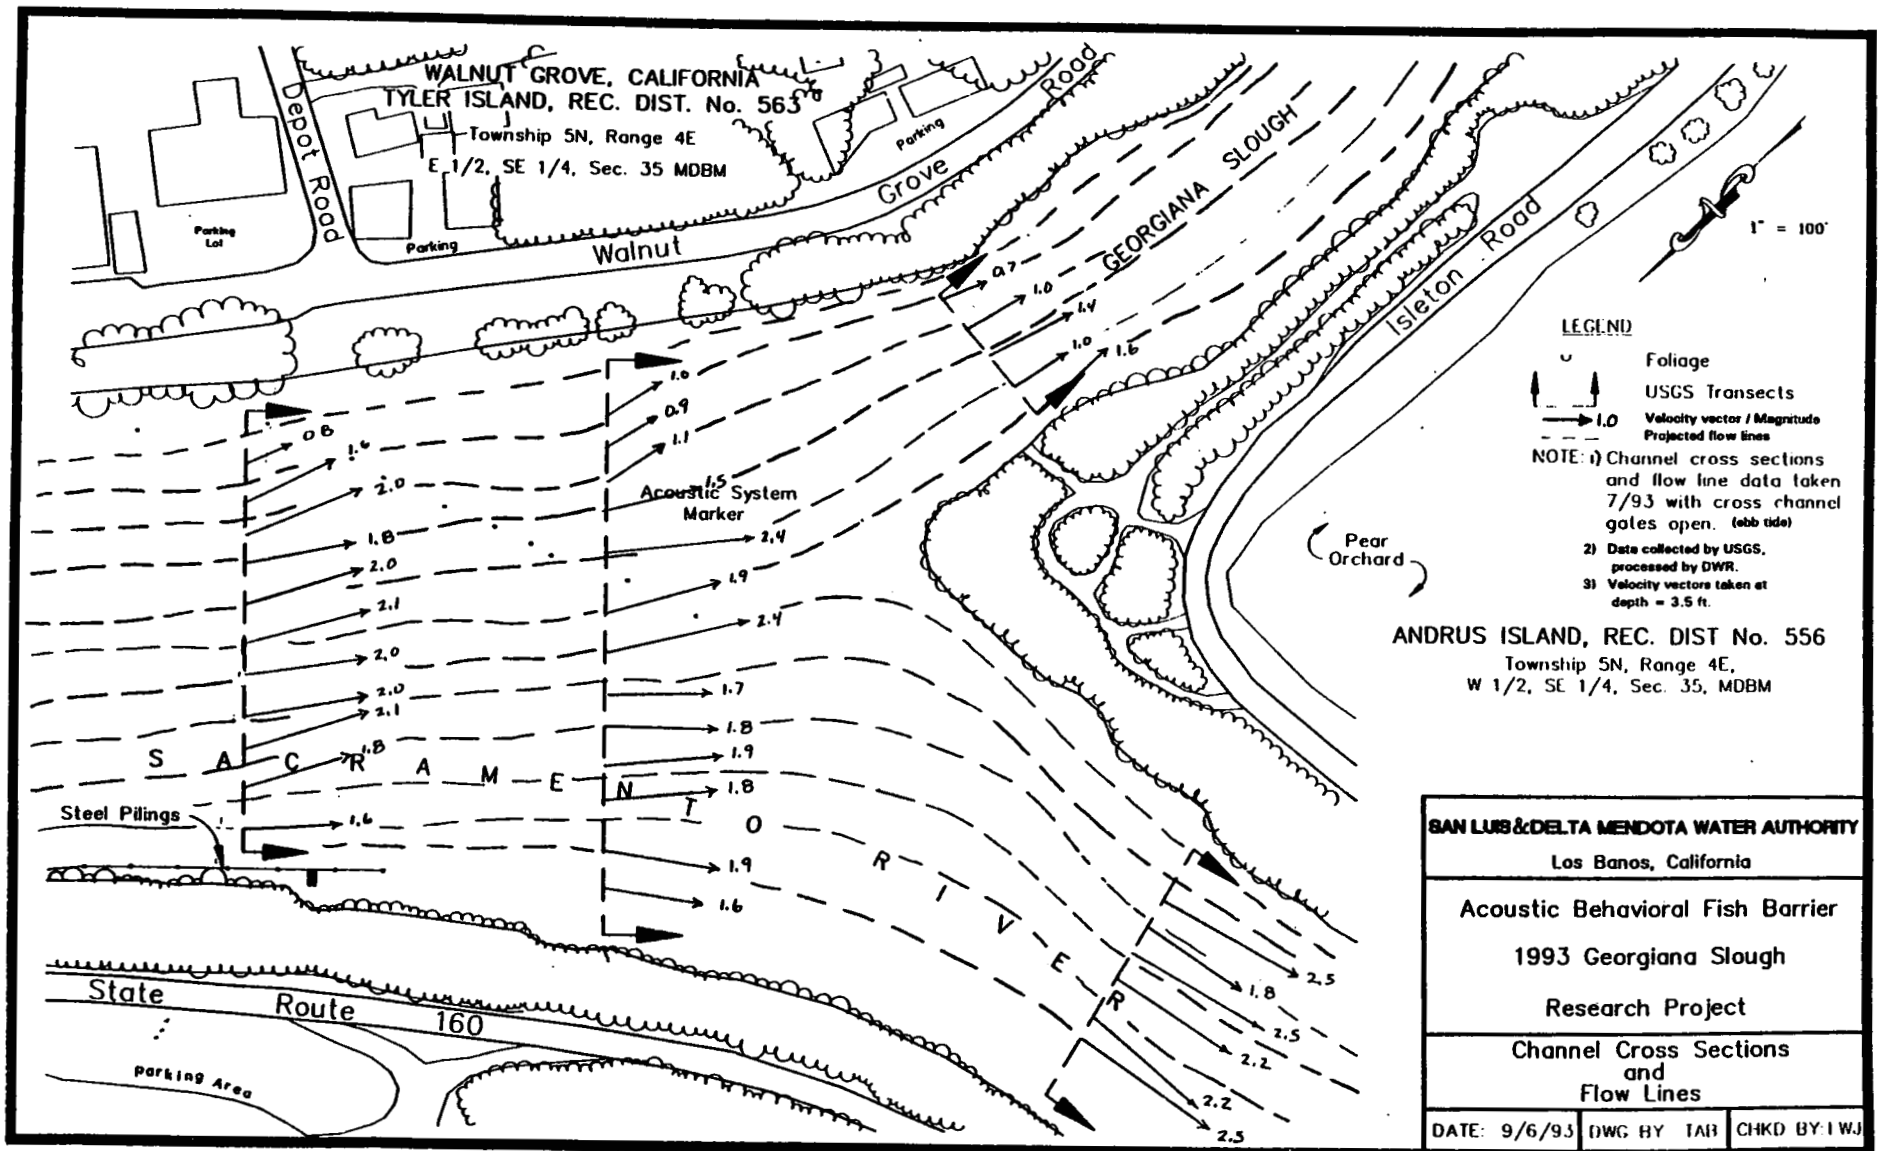 WALNUT GROVE, CALIFORNIA
TYLER ISLAND, REC. DIST. No. 563
Township 5N, Range 4E
E 1/2, SE 1/4, Sec. 35 MDBM
Depot Road
Parking
Lot
Parking
Walnut
Grove
Road
Parking
GEORGIANA SLOUGH
Isleton Road
1" = 100'
LEGEND
Foliage
USGS Transects
1.0 Velocity vector / Magnitude
Projected flow lines
NOTE: 1) Channel cross sections
and flow line data taken
7/93 with cross channel
gates open. (ebb tide)
2) Data collected by USGS,
processed by DWR.
3) Velocity vectors taken at
depth = 3.5 ft.
Pear
Orchard
ANDRUS ISLAND, REC. DIST No. 556
Township 5N, Range 4E,
W 1/2, SE 1/4, Sec. 35, MDBM
0.7
1.0
1.4
1.0
1.6
0.8
1.6
2.0
1.8
2.0
2.1
2.0
2.0
2.1
1.8
1.6
0.9
1.1
1.5
Acoustic System
Marker
2.4
1.9
2.4
1.7
1.8
1.9
1.8
1.9
1.6
SACRAMENTO RIVER
Steel Pilings
2.5
1.8
2.5
2.2
2.2
State Route 160
Parking Area
SAN LUIS & DELTA MENDOTA WATER AUTHORITY
Los Banos, California
Acoustic Behavioral Fish Barrier
1993 Georgiana Slough
Research Project
Channel Cross Sections
and
Flow Lines
DATE: 9/6/93
DWG BY TAB
CHKD BY: